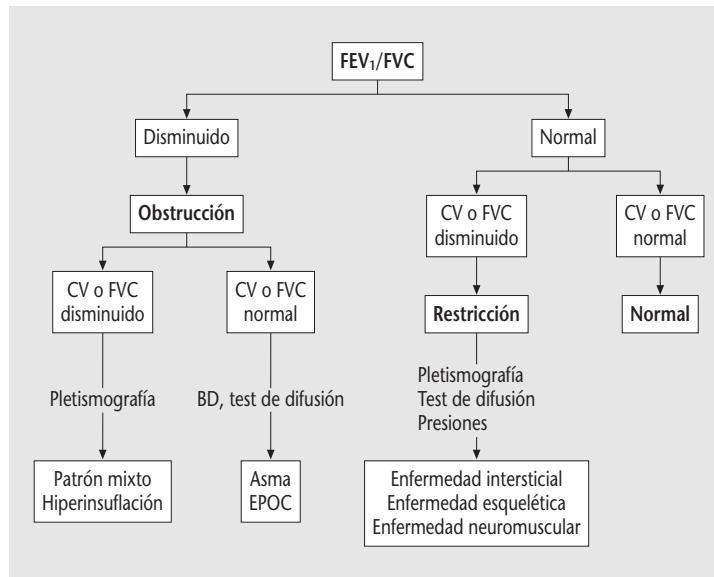 FEV₁/FVC
Disminuido
Normal
Obstrucción
CV o FVC
disminuido
CV o FVC
normal
CV o FVC
disminuido
CV o FVC
normal
Restricción
Normal
Pletismografía
BD, test de difusión
Pletismografía
Test de difusión
Presiones
Patrón mixto
Hiperinsuflación
Asma
EPOC
Enfermedad intersticial
Enfermedad esquelética
Enfermedad neuromuscular